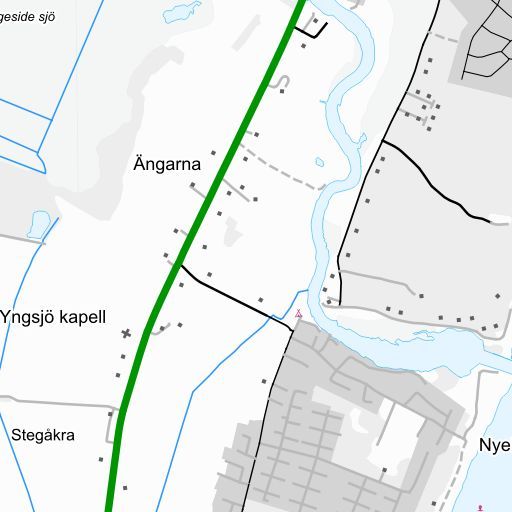 geside sjö
Ängarna
Yngsjö kapell
Stegåkra
Nye